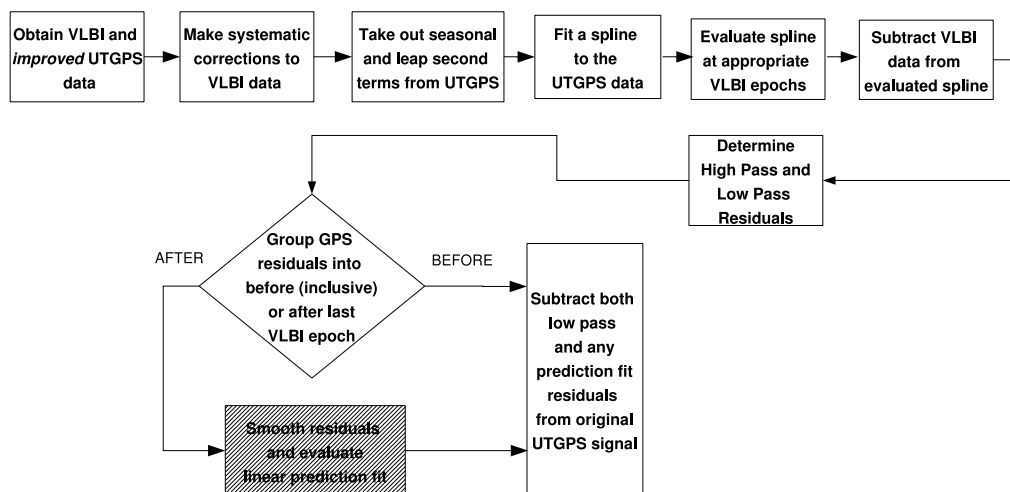 Obtain VLBI and
improved UTGPS
data
Make systematic
corrections to
VLBI data
Take out seasonal
and leap second
terms from UTGPS
Fit a spline
to the
UTGPS data
Evaluate spline
at appropriate
VLBI epochs
Subtract VLBI
data from
evaluated spline
Determine
High Pass and
Low Pass
Residuals
Group GPS
residuals into
before (inclusive)
or after last
VLBI epoch
AFTER
BEFORE
Smooth residuals
and evaluate
linear prediction fit
Subtract both
low pass
and any
prediction fit
residuals
from original
UTGPS signal